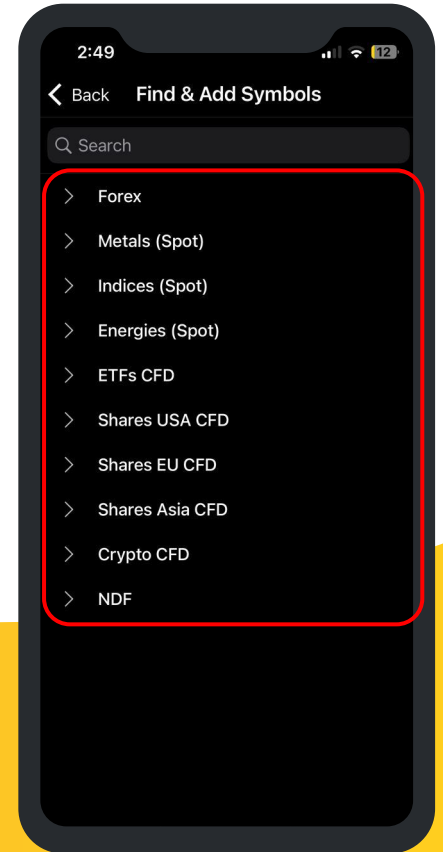 2:49
12
Back Find & Add Symbols
Search
Forex
Metals (Spot)
Indices (Spot)
Energies (Spot)
ETFs CFD
Shares USA CFD
Shares EU CFD
Shares Asia CFD
Crypto CFD
NDF